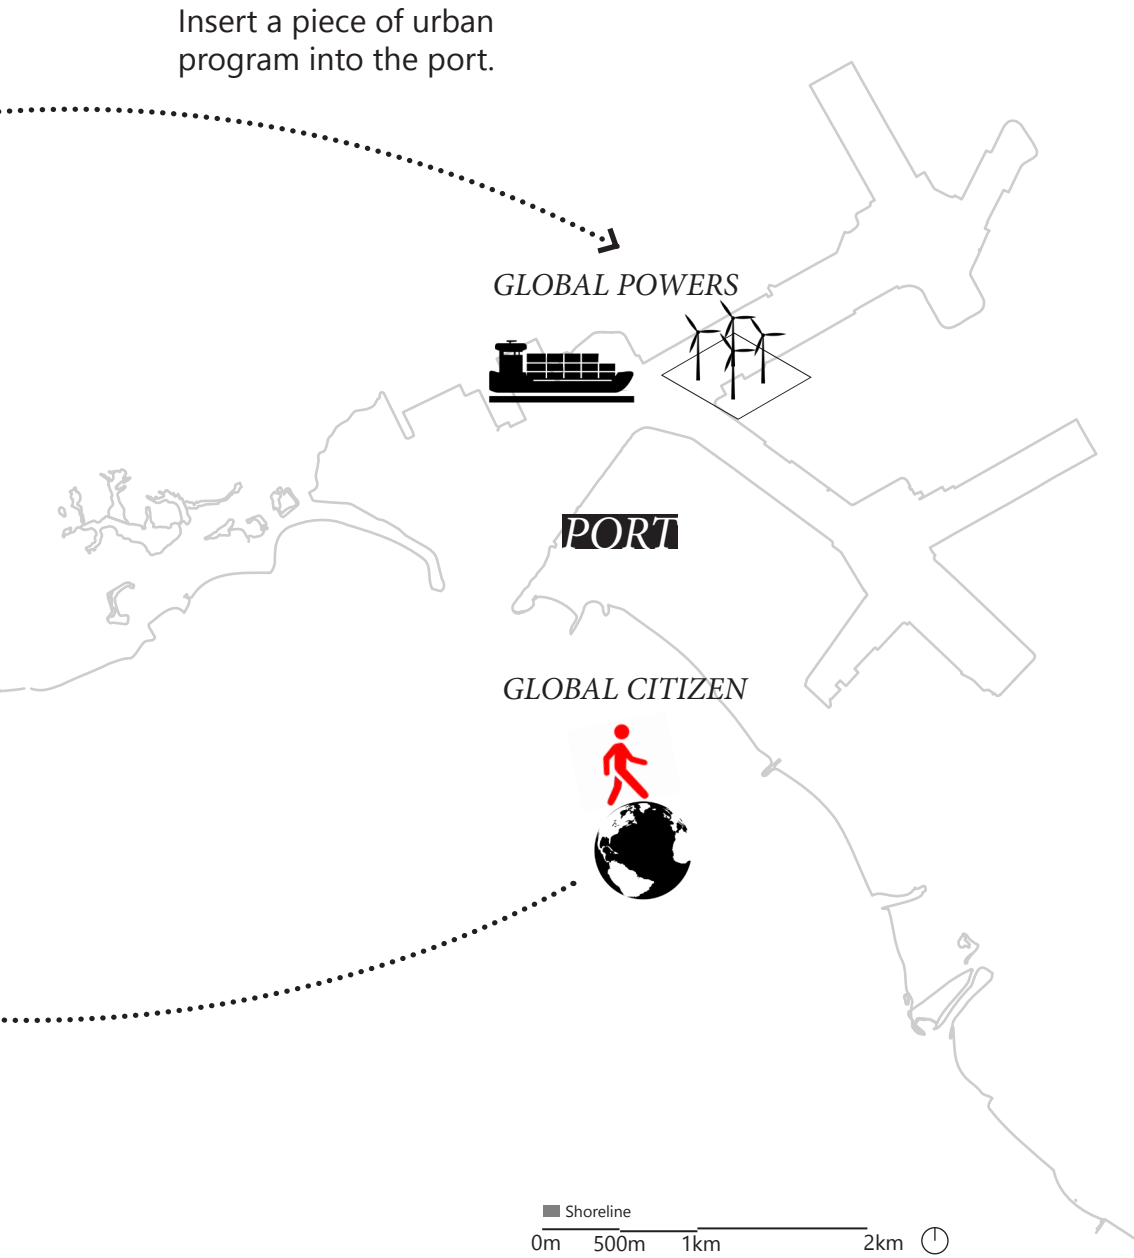 Insert a piece of urban
program into the port.
GLOBAL POWERS
PORT
GLOBAL CITIZEN
Shoreline
0m 500m 1km 2km